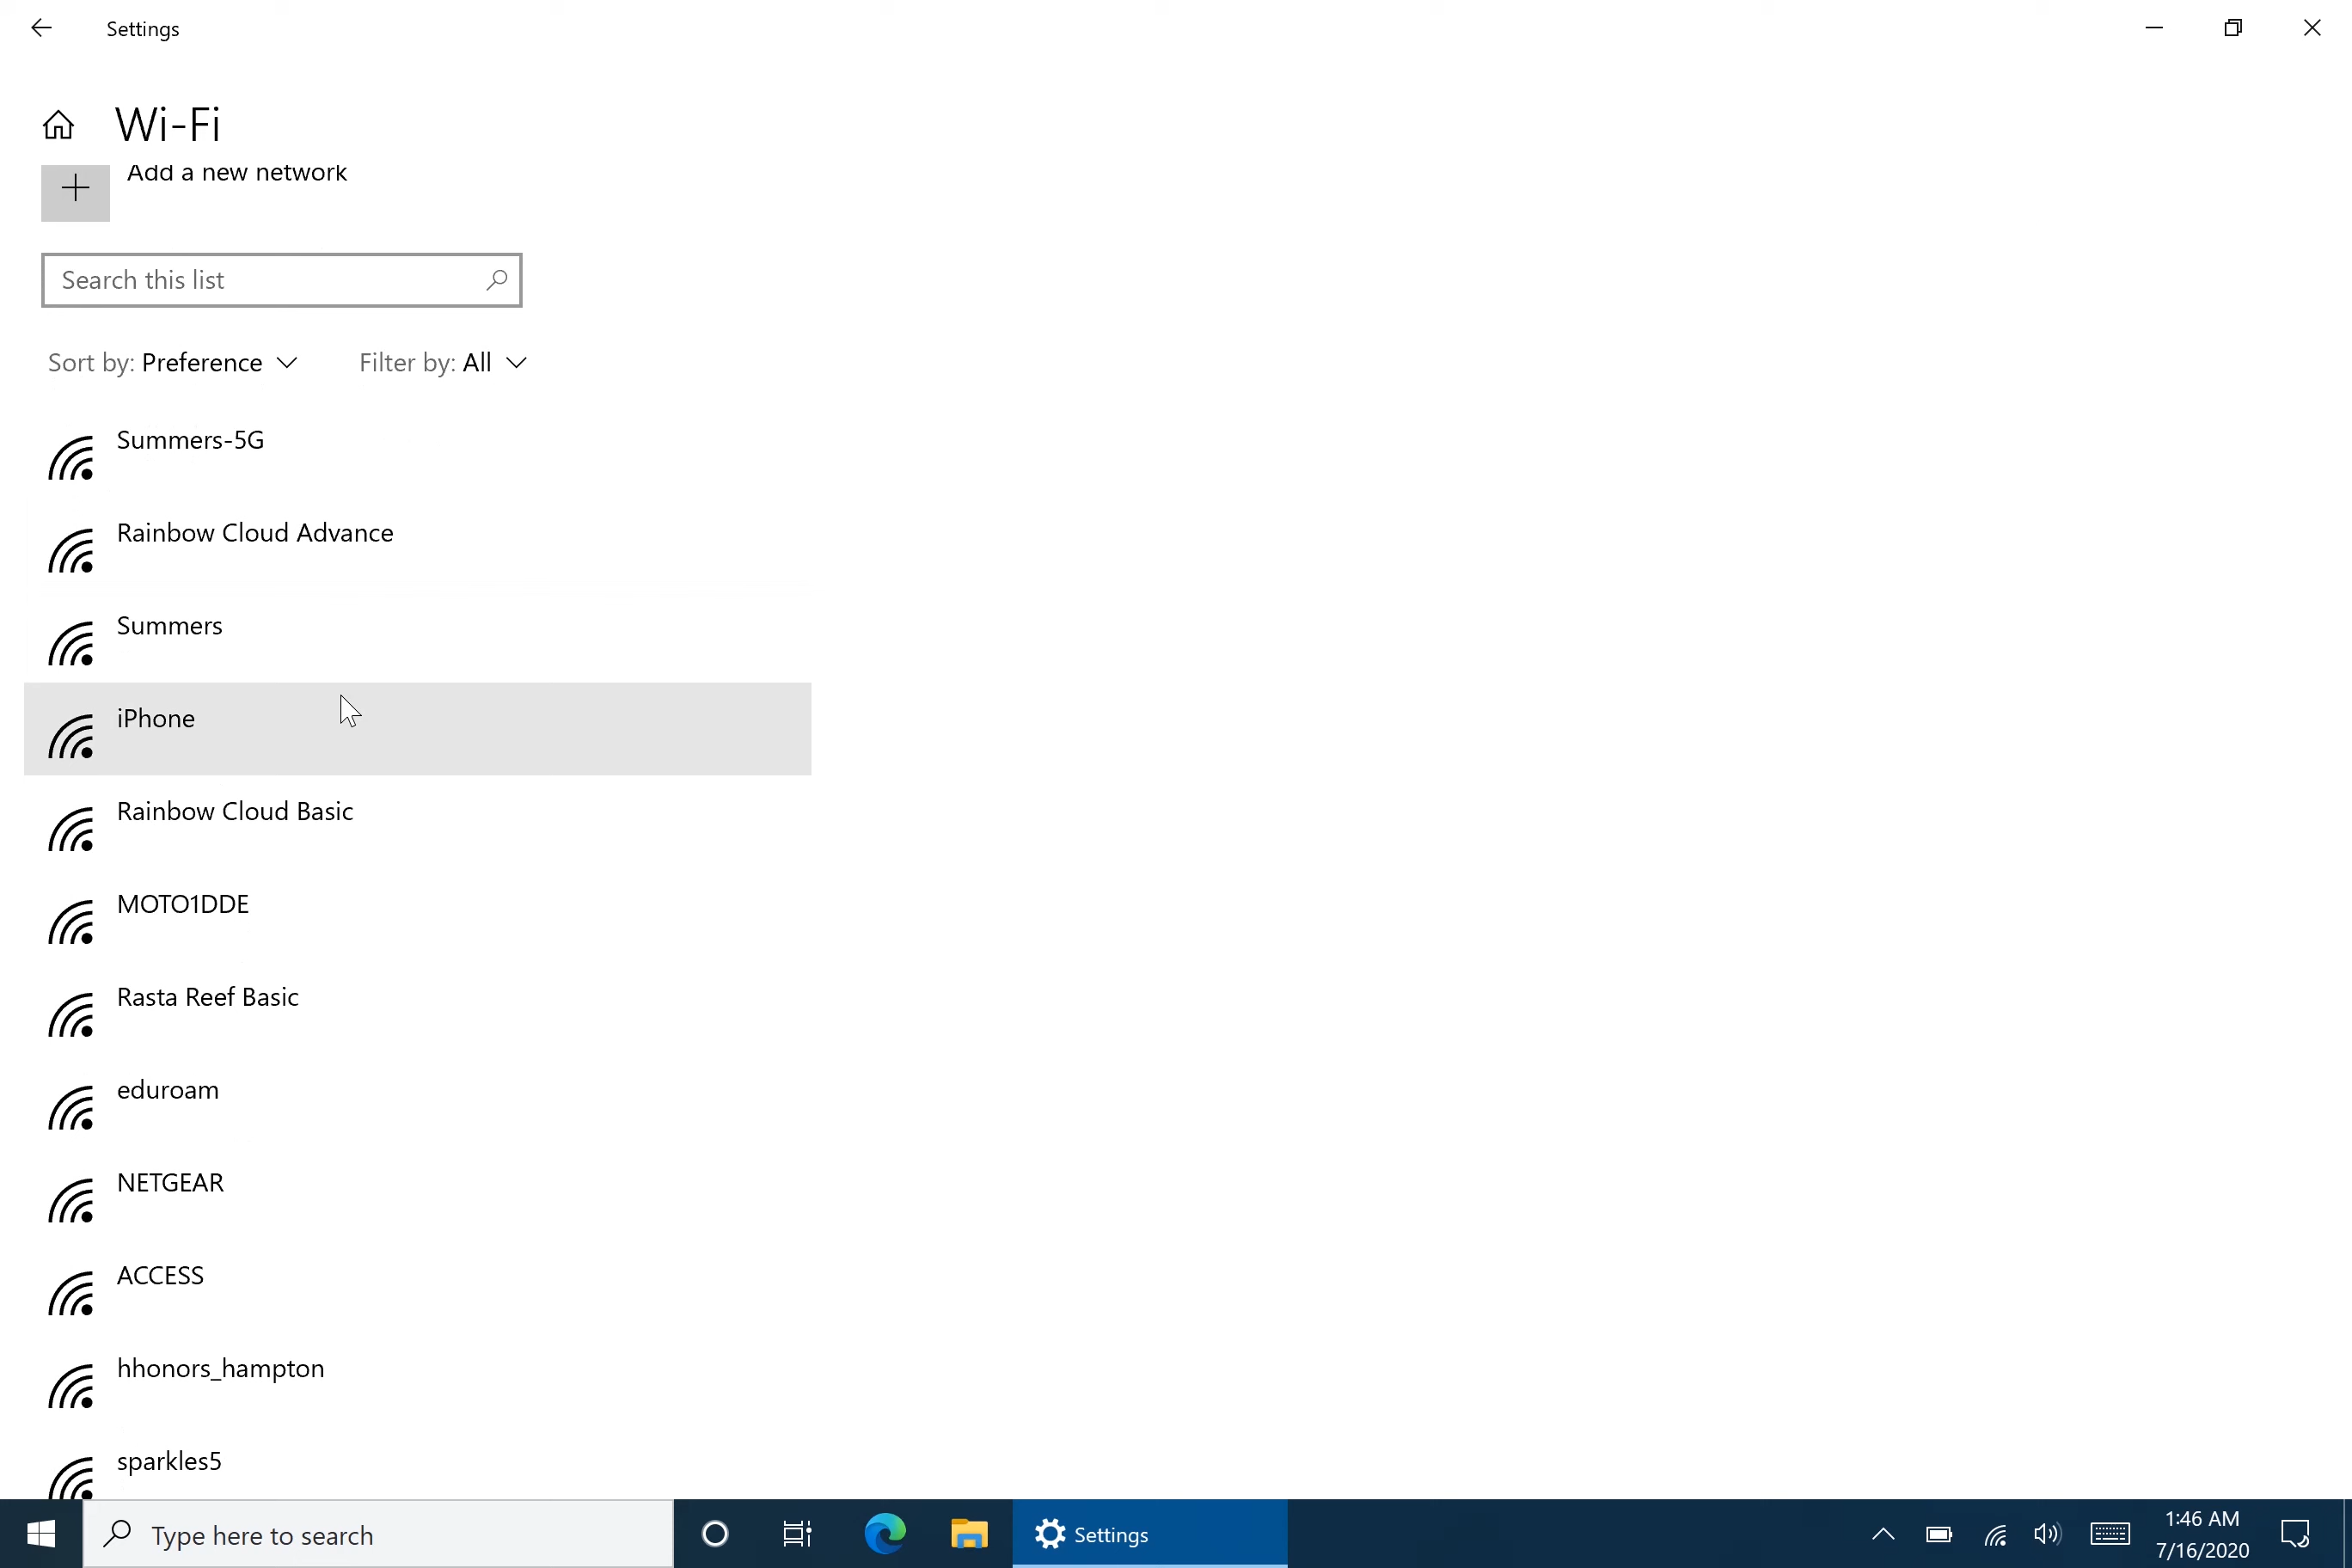 Settings
Wi-Fi
Add a new network
Search this list
Sort by: Preference Filter by: All
Summers-5G
Rainbow Cloud Advance
Summers
iPhone
Rainbow Cloud Basic
MOTO1DDE
Rasta Reef Basic
eduroam
NETGEAR
ACCESS
hhonors_hampton
sparkles5
Type here to search
Settings
1:46 AM
7/16/2020